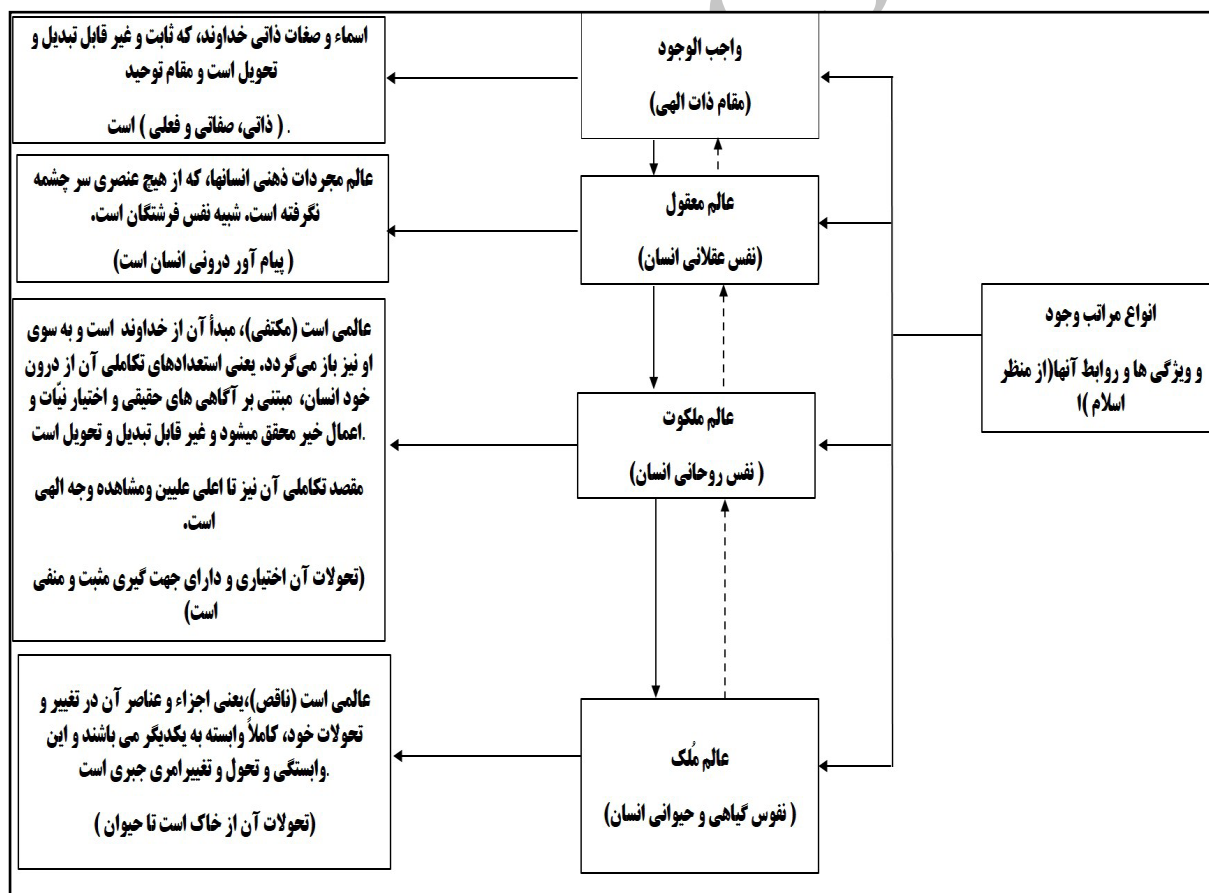 انواع مراتب وجود
و ویژگی ها و روابط آنها(از منظر
اسلام )ا
واجب الوجود
(مقام ذات الهی)
اسماء و صغات ذاتی خداوند، که ثابت و غیر قابل تبدیل و
تحویل است و مقام توحید
. ( ذاتی، صفاتی و فعلی ) است
عالم معقول
(نفس عقلانی انسان)
عالم مجردات ذهنی انسانها، که از هیچ عنصری سر چشمه
نگرفته است. شبیه نفس فرشتگان است.
( پیام آور درونی انسان است)
عالم ملکوت
( نفس روحانی انسان)
عالمی است (مکتفی)، مبدأ آن از خداوند است و به سوی
او نیز باز می‌گردد. یعنی استعدادهای تکاملی آن از درون
خود انسان، مبتنی بر آگاهی های حقیقی و اختیار نیّات و
.اعمال خیر محقق میشود و غیر قابل تبدیل و تحویل است
مقصد تکاملی آن نیز تا اعلی علیین ومشاهده وجه الهی
است.
(تحولات آن اختیاری و دارای جهت گیری مثبت و منفی
است)
عالم مُلک
( نفوس گیاهی و حیوانی انسان)
عالمی است (ناقص)،یعنی اجزاء و عناصر آن در تغییر و
تحولات خود، کاملاً وابسته به یکدیگر می باشند و این
.وابستگی و تحول و تغییرامری جبری است
(تحولات آن از خاک است تا حیوان )